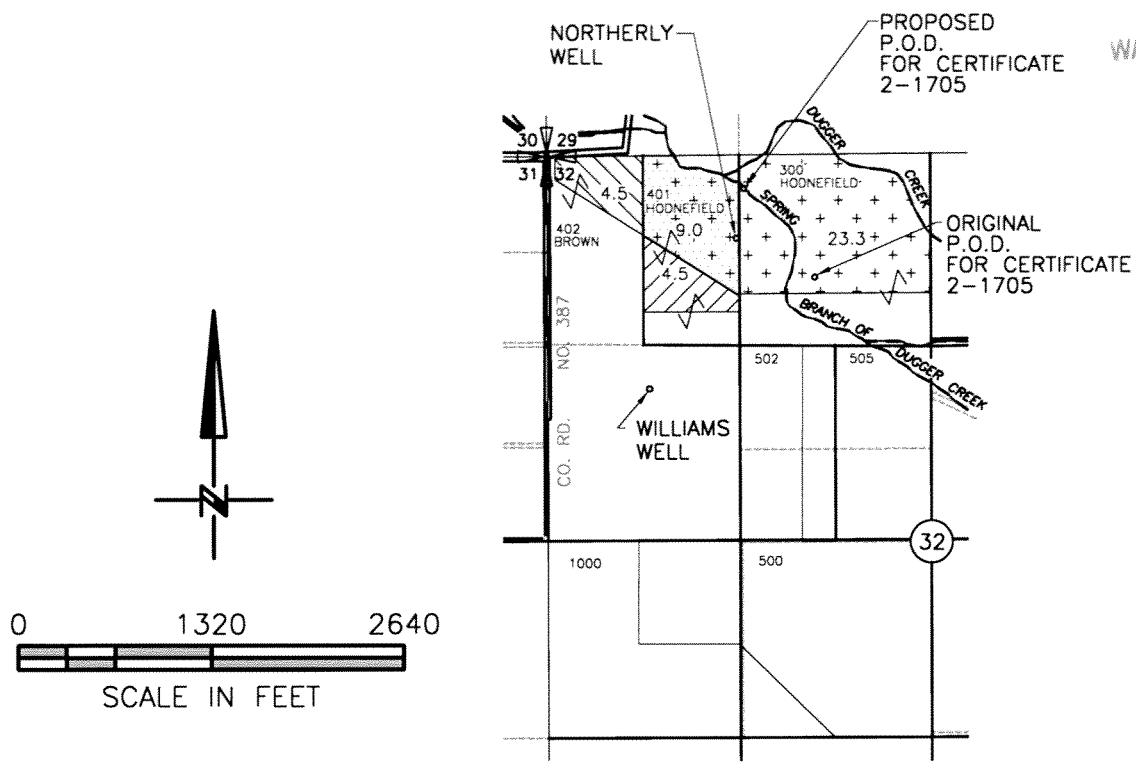 NORTHERLY
WELL
PROPOSED
P.O.D.
FOR CERTIFICATE
2-1705
WA
DUGGER
CREEK
30 29
31 32
4.5
401
HODNEFIELD
9.0
300
HODNEFIELD
SPRING
23.3
402
BROWN
4.5
ORIGINAL
P.O.D.
FOR CERTIFICATE
2-1705
BRANCH OF
DUGGER CREEK
CO. RD. NO. 387
502
505
WILLIAMS
WELL
N
32
1000
500
0 1320 2640
SCALE IN FEET